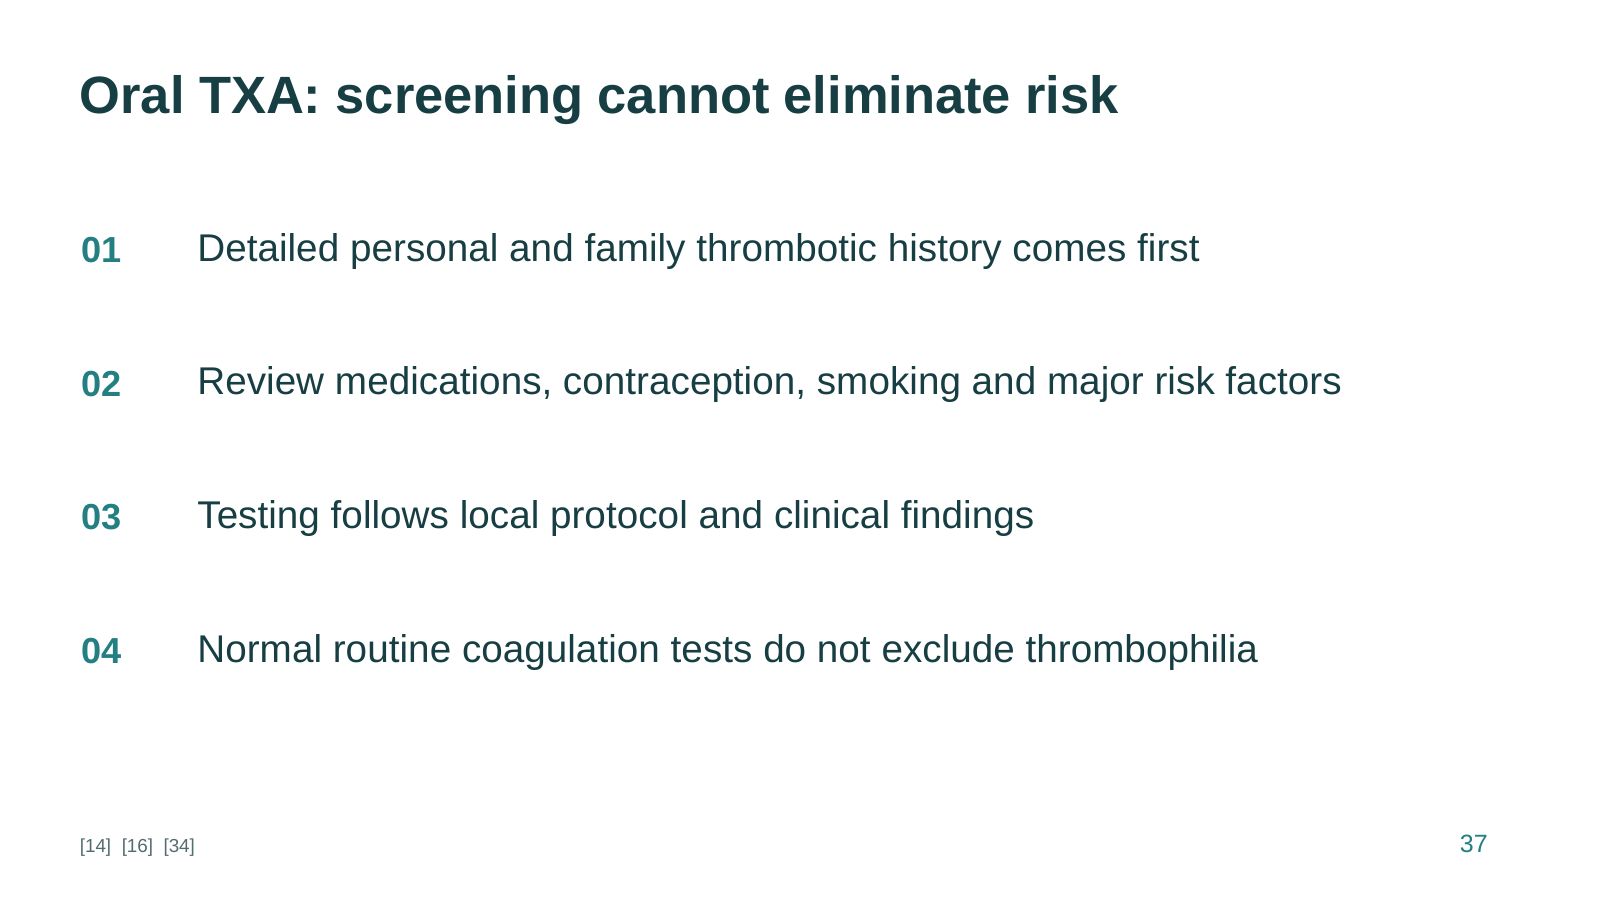 Oral TXA: screening cannot eliminate risk
01 Detailed personal and family thrombotic history comes first
02 Review medications, contraception, smoking and major risk factors
03 Testing follows local protocol and clinical findings
04 Normal routine coagulation tests do not exclude thrombophilia
[14] [16] [34]
37